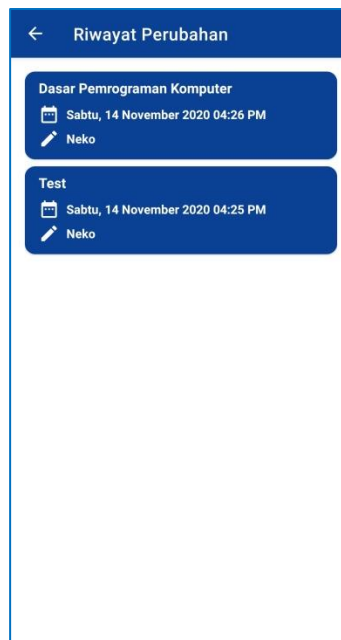 Riwayat Perubahan
Dasar Pemrograman Komputer
Sabtu, 14 November 2020 04:26 PM
Neko
Test
Sabtu, 14 November 2020 04:25 PM
Neko